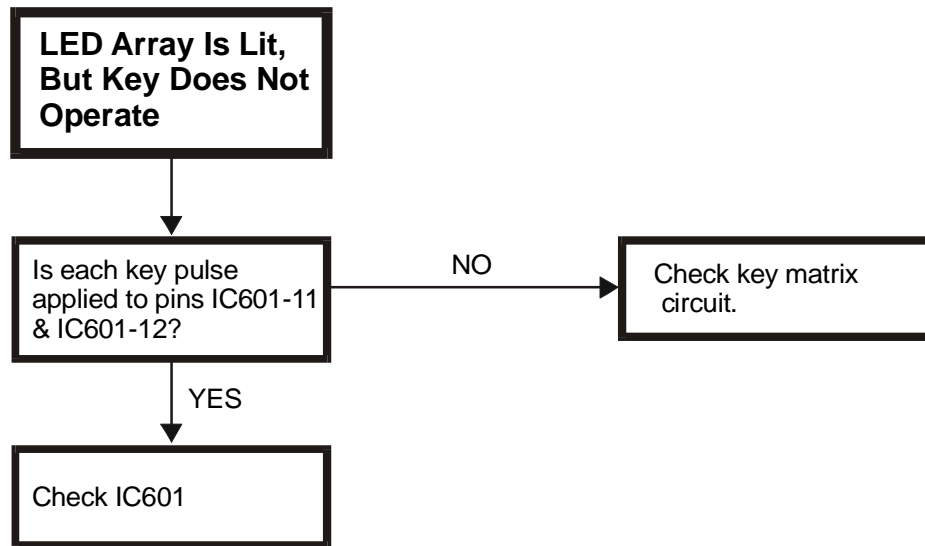 LED Array Is Lit,
But Key Does Not
Operate
Is each key pulse
applied to pins IC601-11
& IC601-12?
NO
Check key matrix
circuit.
YES
Check IC601